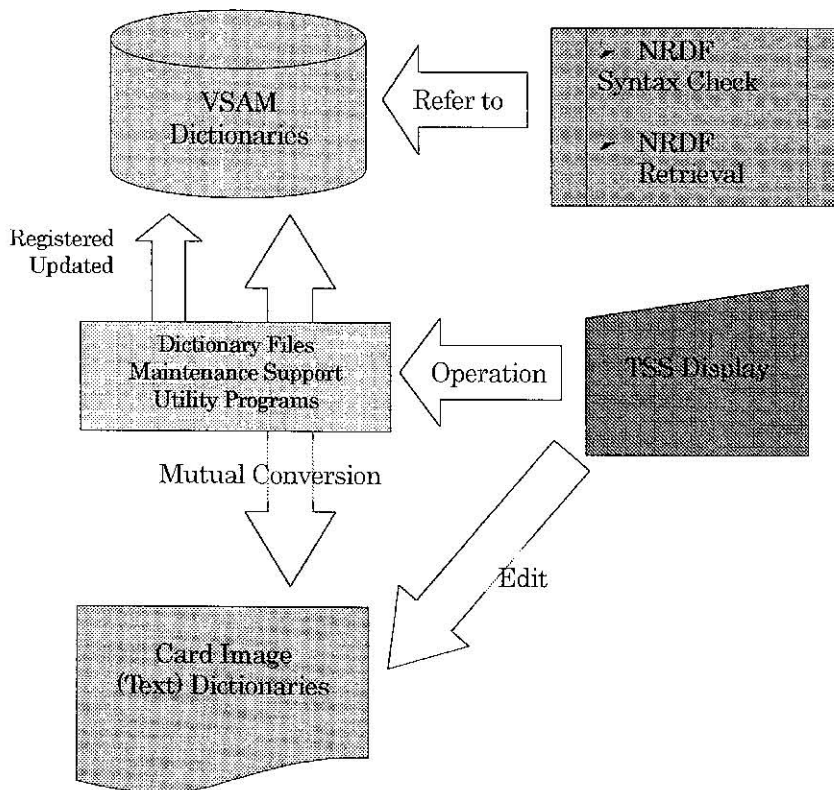 VSAM
Dictionaries
Refer to
➢ NRDF
Syntax Check
➢ NRDF
Retrieval
Registered
Updated
Dictionary Files
Maintenance Support
Utility Programs
Operation
TSS Display
Mutual Conversion
Edit
Card Image
(Text) Dictionaries